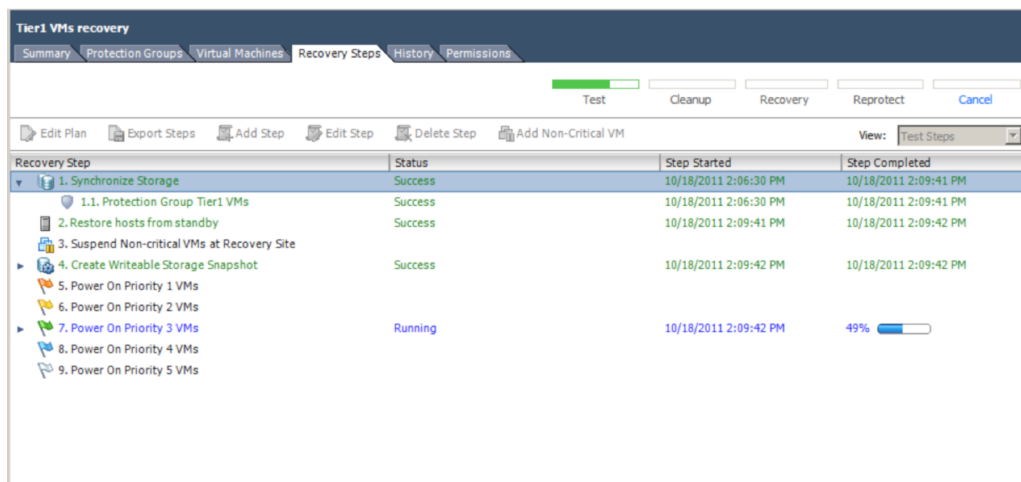 Tier1 VMs recovery
Summary Protection Groups Virtual Machines Recovery Steps History Permissions
Test Cleanup Recovery Reprotect Cancel
Edit Plan Export Steps Add Step Edit Step Delete Step Add Non-Critical VM View: Test Steps
Recovery Step Status Step Started Step Completed
1. Synchronize Storage Success 10/18/2011 2:06:30 PM 10/18/2011 2:09:41 PM
1.1. Protection Group Tier1 VMs Success 10/18/2011 2:06:30 PM 10/18/2011 2:09:41 PM
2. Restore hosts from standby Success 10/18/2011 2:09:41 PM 10/18/2011 2:09:42 PM
3. Suspend Non-critical VMs at Recovery Site
4. Create Writeable Storage Snapshot Success 10/18/2011 2:09:42 PM 10/18/2011 2:09:42 PM
5. Power On Priority 1 VMs
6. Power On Priority 2 VMs
7. Power On Priority 3 VMs Running 10/18/2011 2:09:42 PM 49%
8. Power On Priority 4 VMs
9. Power On Priority 5 VMs